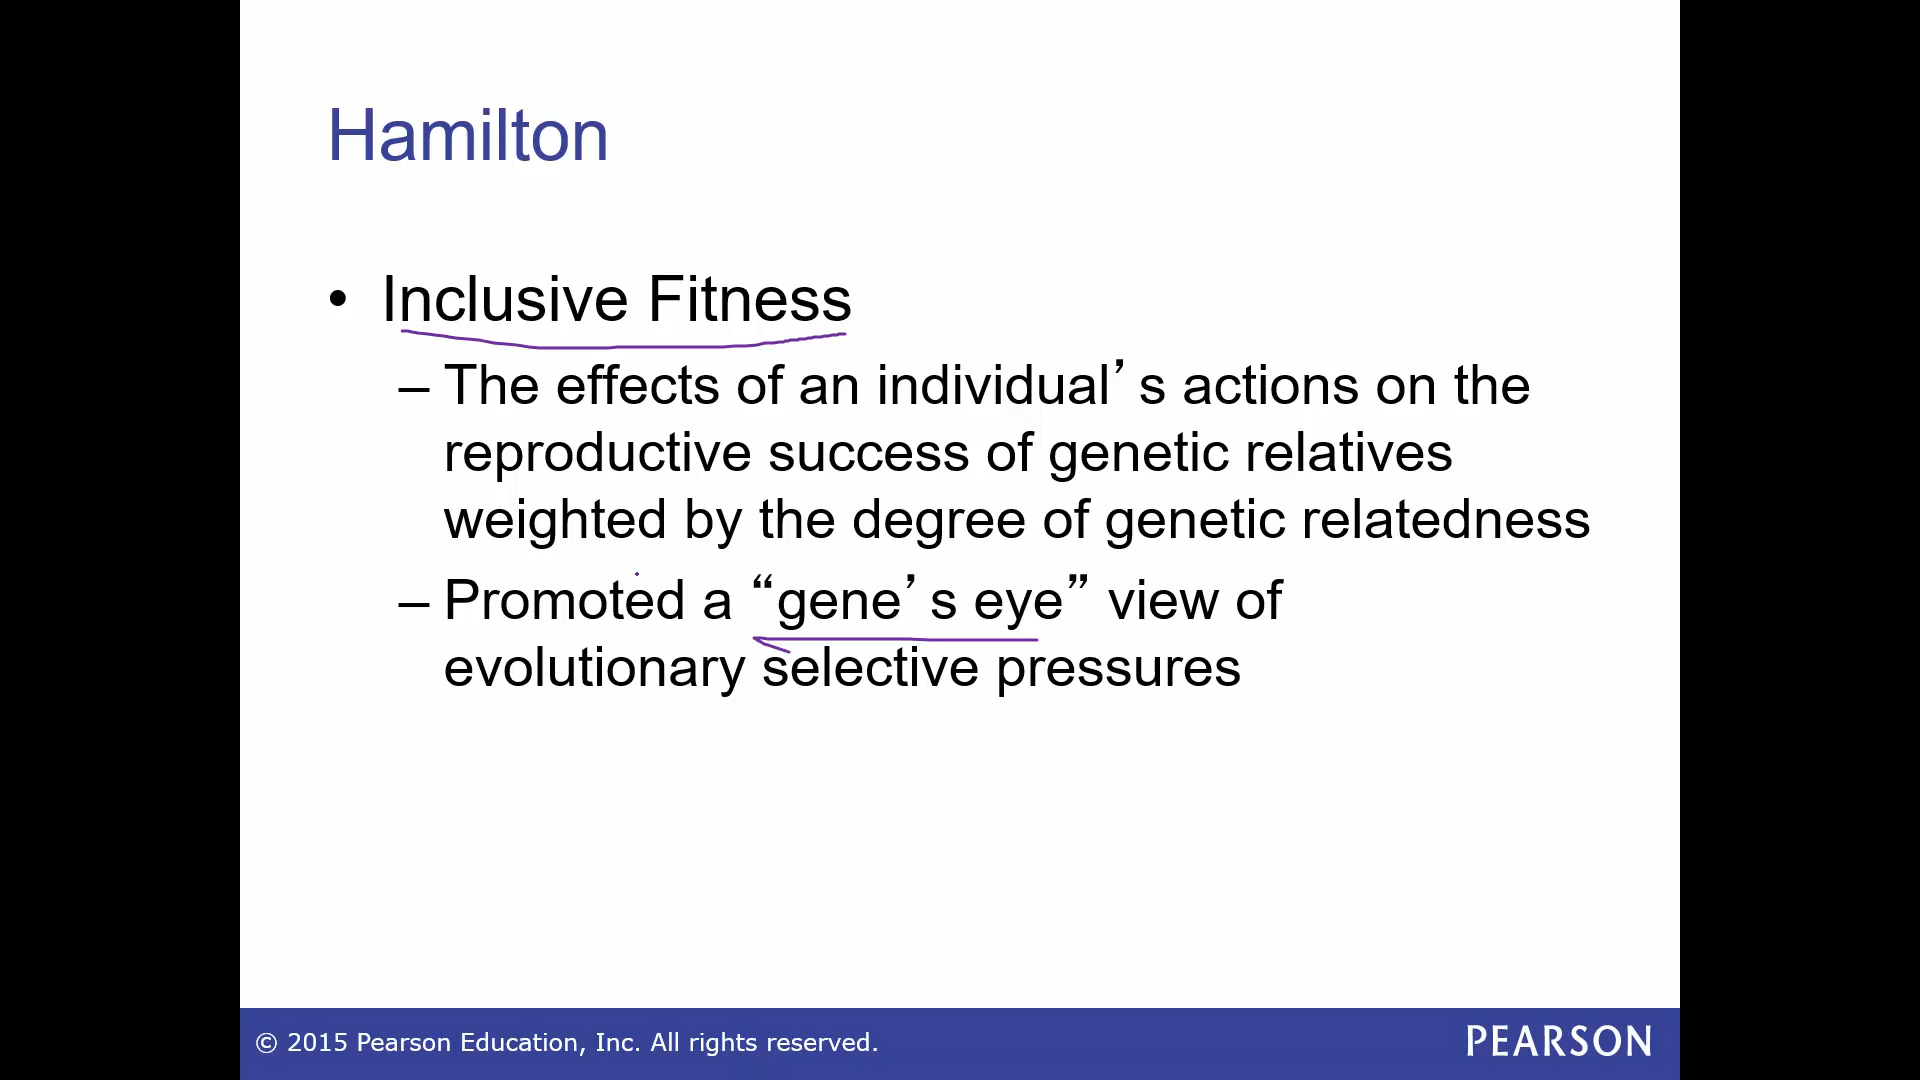 Hamilton
• Inclusive Fitness
– The effects of an individual’s actions on the
reproductive success of genetic relatives
weighted by the degree of genetic relatedness
– Promoted a “gene’s eye” view of
evolutionary selective pressures
© 2015 Pearson Education, Inc. All rights reserved.
PEARSON